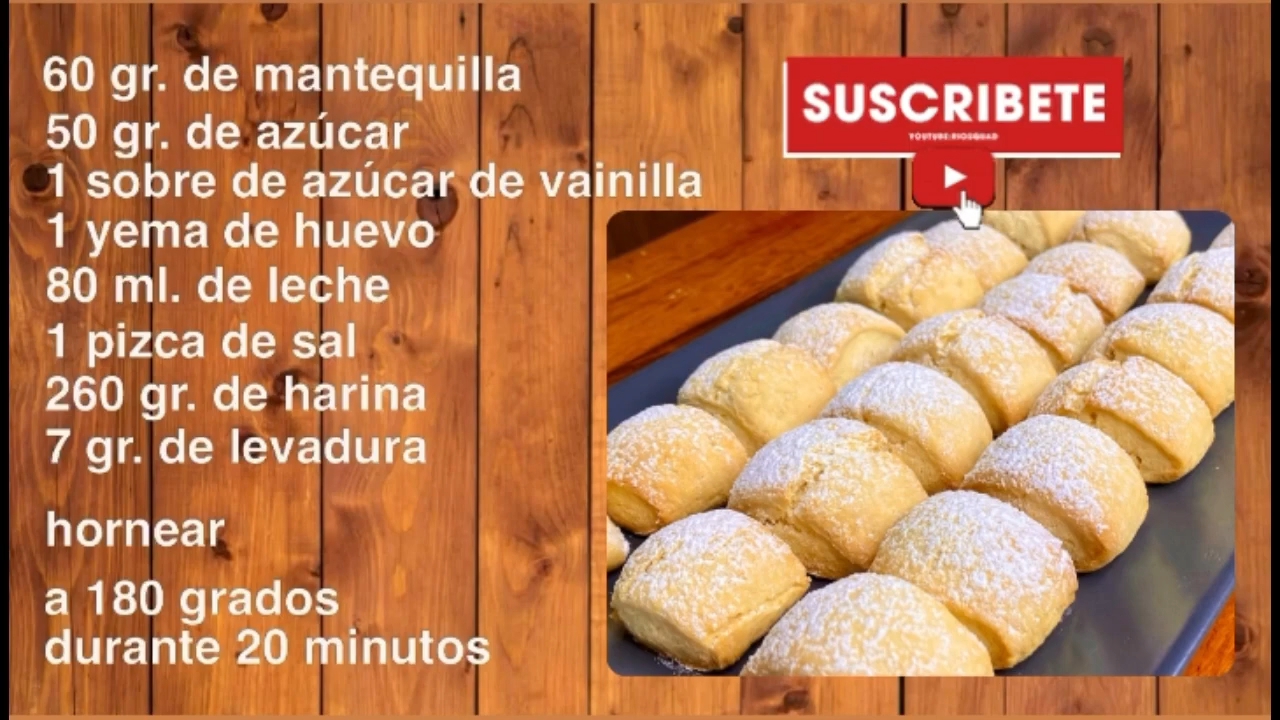 60 gr. de mantequilla
50 gr. de azúcar
1 sobre de azúcar de vainilla
1 yema de huevo
80 ml. de leche
1 pizca de sal
260 gr. de harina
7 gr. de levadura
hornear
a 180 grados
durante 20 minutos
SUSCRIBETE